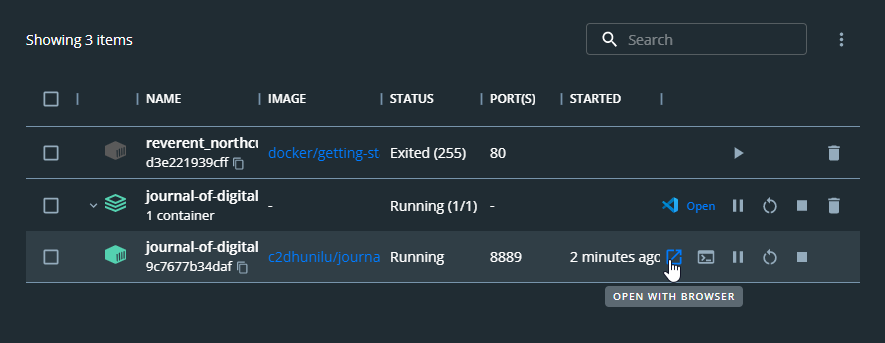 Showing 3 items
Search
NAME IMAGE STATUS PORT(S) STARTED
reverent_northcu
d3e221939cff
docker/getting-st Exited (255) 80
journal-of-digital
1 container
- Running (1/1) - Open
journal-of-digital
9c7677b34daf
c2dhunilu/journa Running 8889 2 minutes ago
OPEN WITH BROWSER